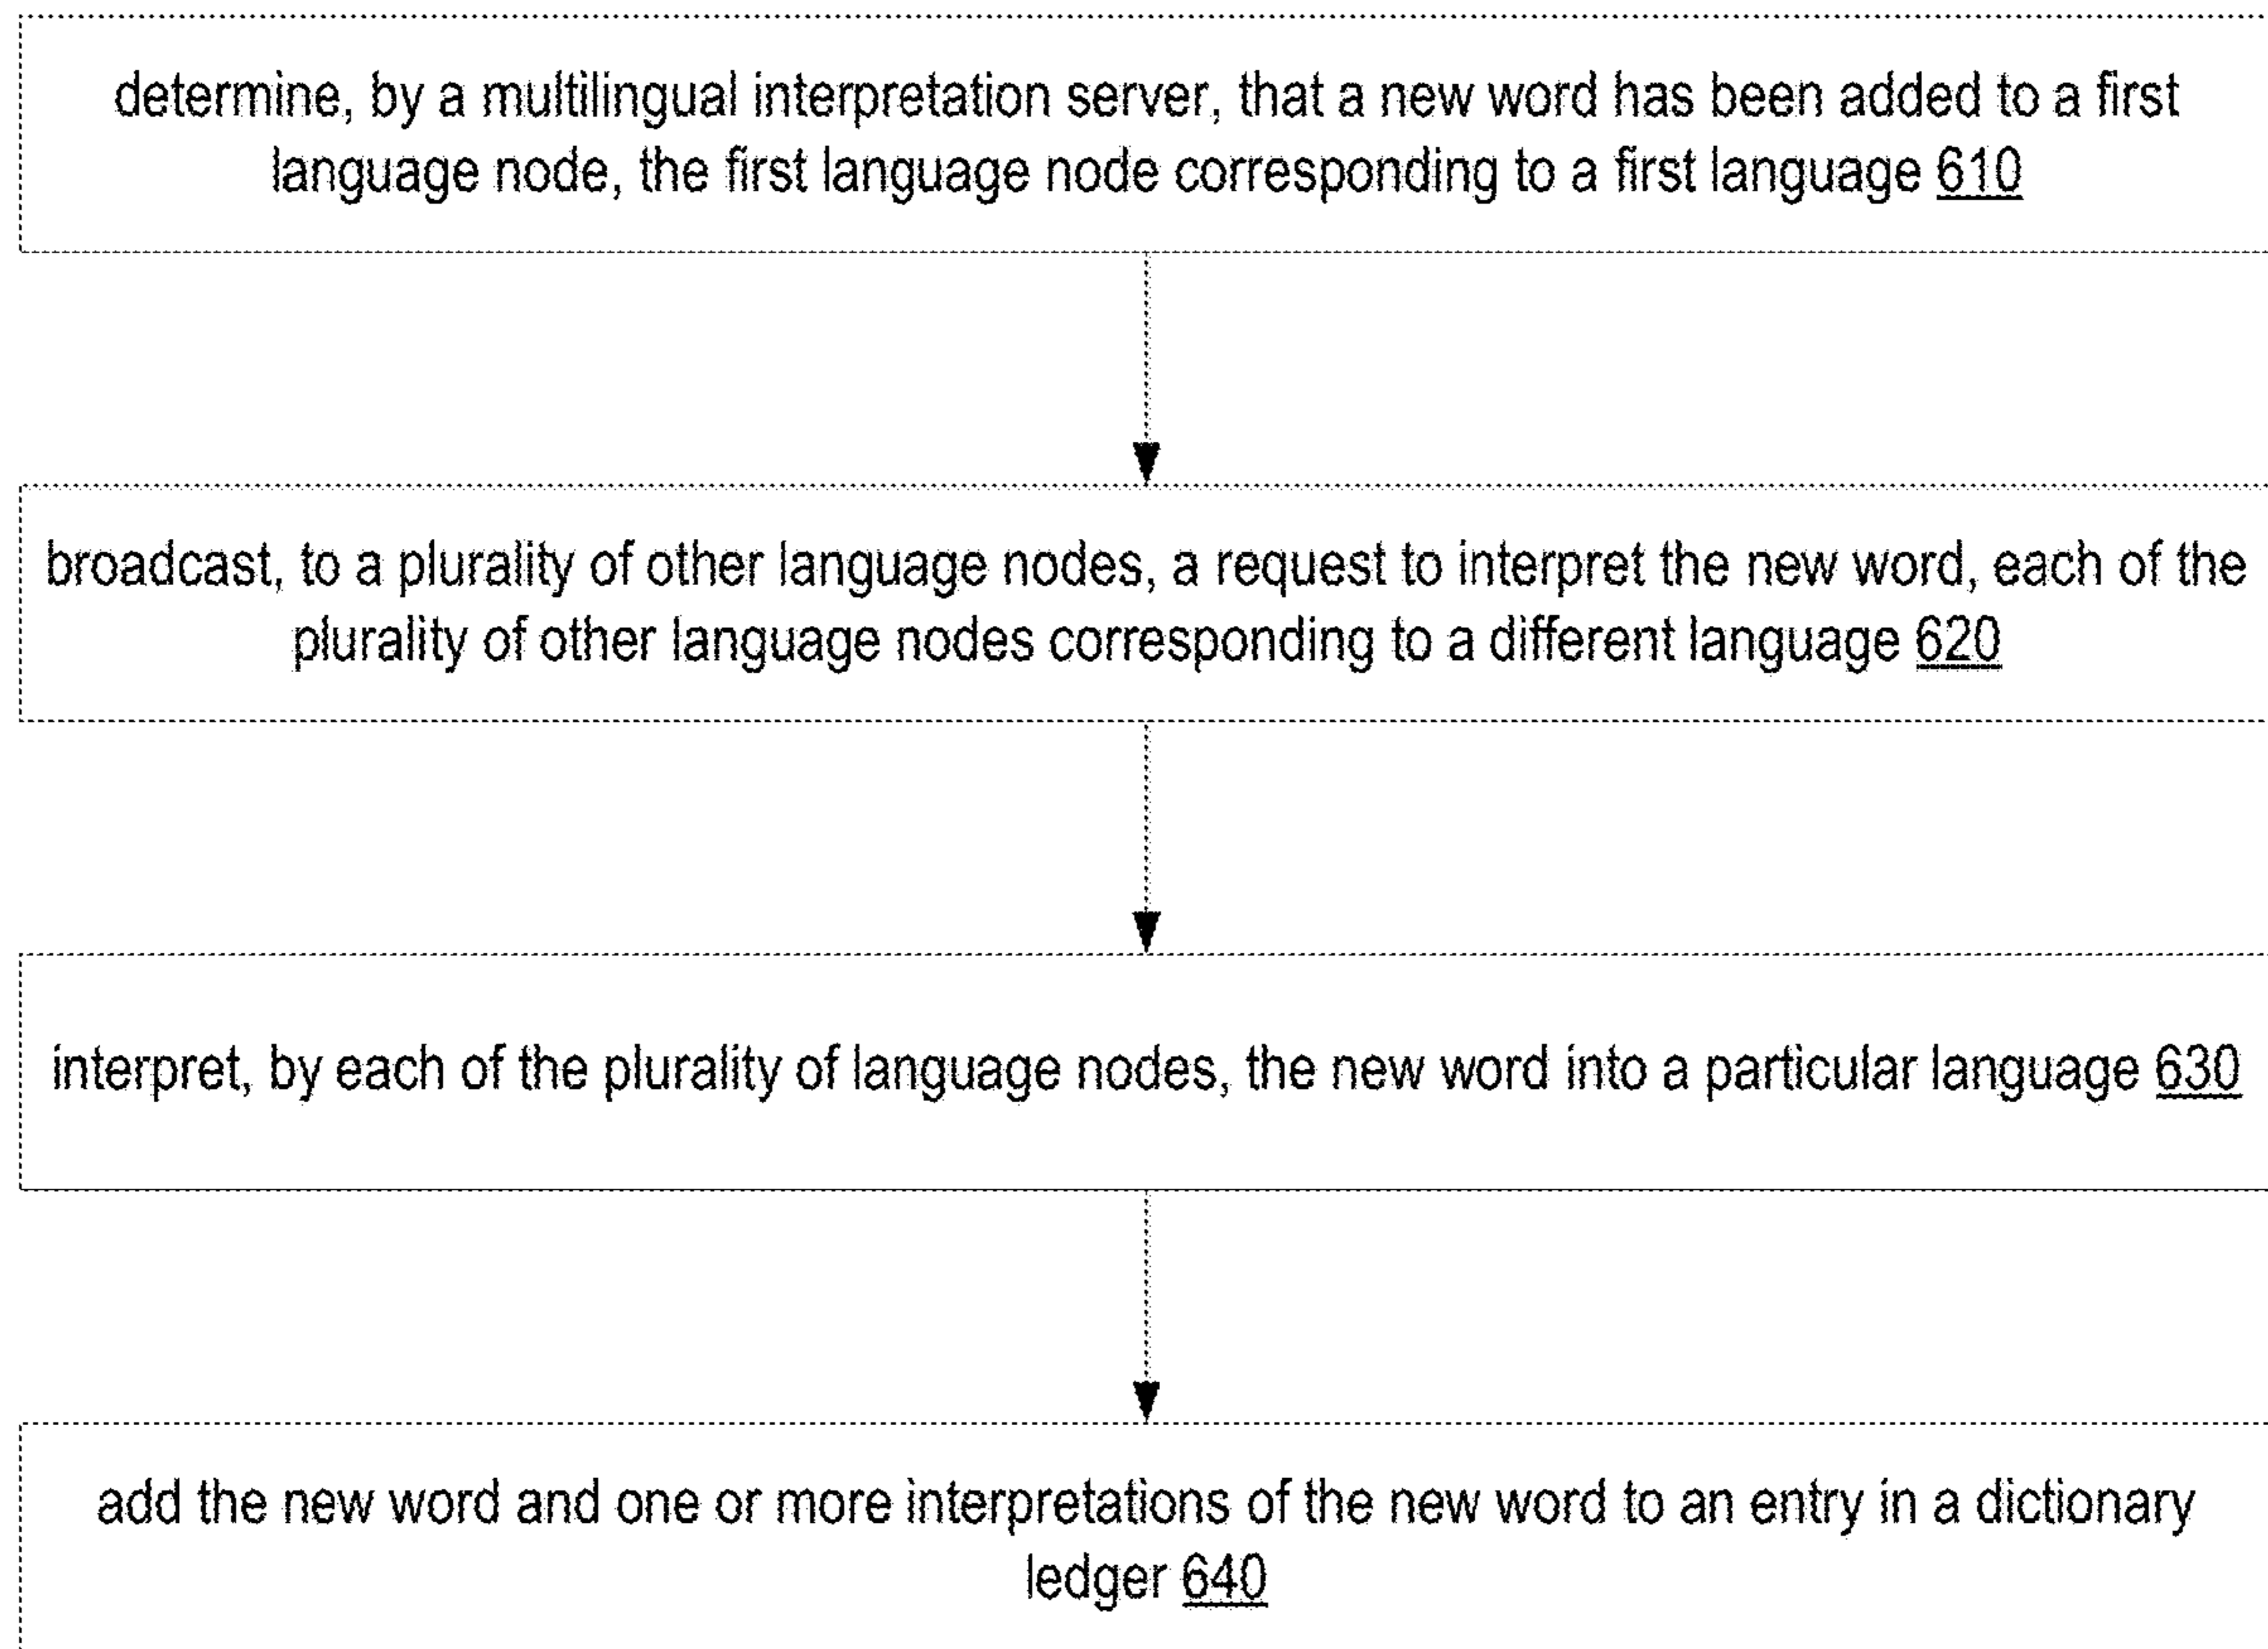 determine, by a multilingual interpretation server, that a new word has been added to a first
language node, the first language node corresponding to a first language 610
broadcast, to a plurality of other language nodes, a request to interpret the new word, each of the
plurality of other language nodes corresponding to a different language 620
interpret, by each of the plurality of language nodes, the new word into a particular language 630
add the new word and one or more interpretations of the new word to an entry in a dictionary
ledger 640